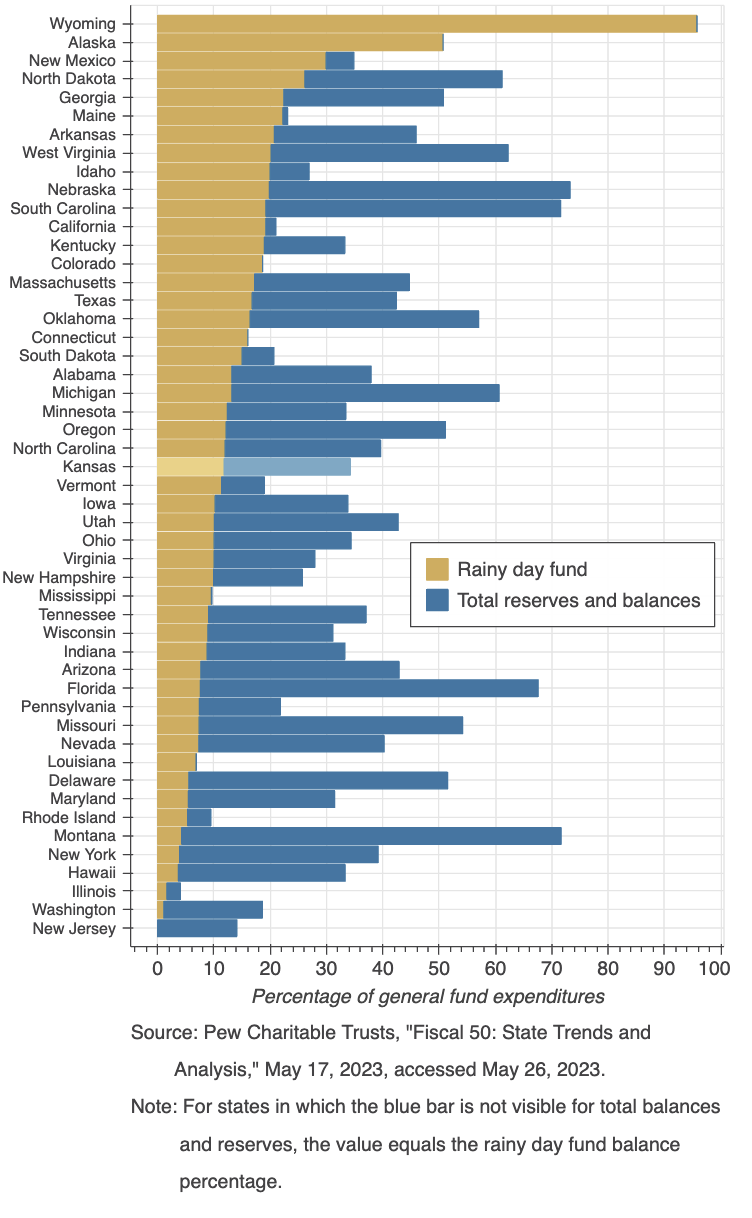 Wyoming
Alaska
New Mexico
North Dakota
Georgia
Maine
Arkansas
West Virginia
Idaho
Nebraska
South Carolina
California
Kentucky
Colorado
Massachusetts
Texas
Oklahoma
Connecticut
South Dakota
Alabama
Michigan
Minnesota
Oregon
North Carolina
Kansas
Vermont
Iowa
Utah
Ohio
Virginia
New Hampshire
Mississippi
Tennessee
Wisconsin
Indiana
Arizona
Florida
Pennsylvania
Missouri
Nevada
Louisiana
Delaware
Maryland
Rhode Island
Montana
New York
Hawaii
Illinois
Washington
New Jersey
Rainy day fund
Total reserves and balances
0 10 20 30 40 50 60 70 80 90 100
Percentage of general fund expenditures
Source: Pew Charitable Trusts, "Fiscal 50: State Trends and
Analysis," May 17, 2023, accessed May 26, 2023.
Note: For states in which the blue bar is not visible for total balances
and reserves, the value equals the rainy day fund balance
percentage.